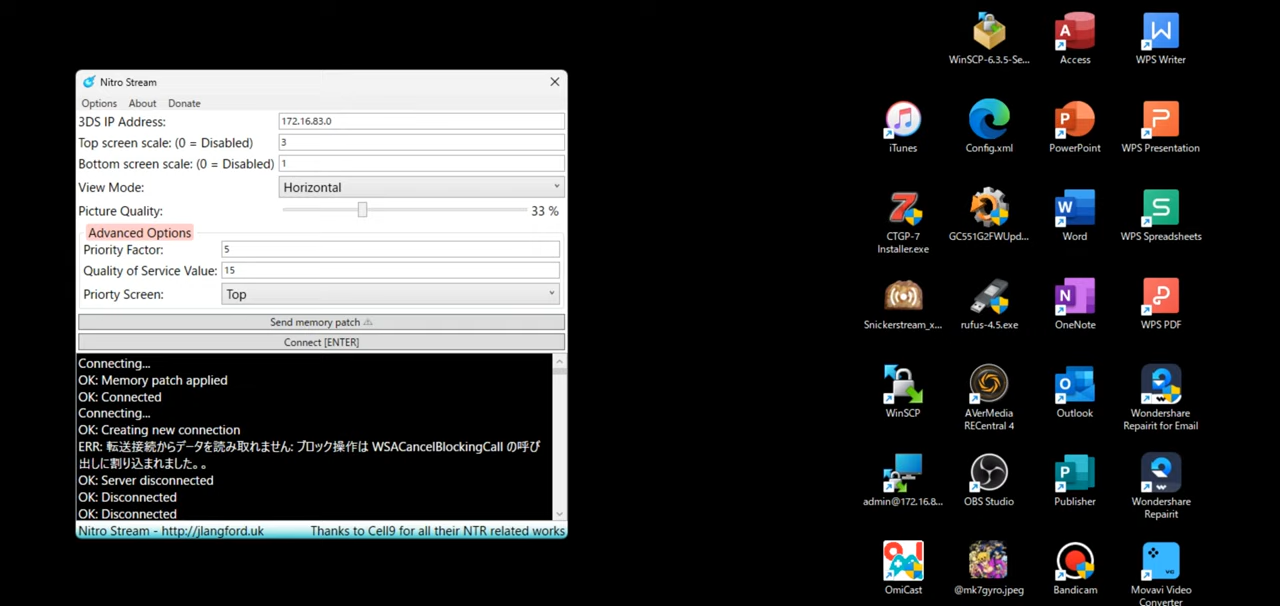 Nitro Stream
Options About Donate
3DS IP Address: 172.16.83.0
Top screen scale: (0 = Disabled) 3
Bottom screen scale: (0 = Disabled) 1
View Mode: Horizontal
Picture Quality: 33 %
Advanced Options
Priority Factor: 5
Quality of Service Value: 15
Priorty Screen: Top
Send memory patch ⚠
Connect [ENTER]
Connecting...
OK: Memory patch applied
OK: Connected
Connecting...
OK: Creating new connection
ERR: 転送接続からデータを読み取れません: ブロック操作は WSACancelBlockingCall の呼び
出しに割り込まれました。。
OK: Server disconnected
OK: Disconnected
OK: Disconnected
Nitro Stream - http://jlangford.uk Thanks to Cell9 for all their NTR related works
WinSCP-6.3.5-Se...
Access
WPS Writer
iTunes
Config.xml
PowerPoint
WPS Presentation
CTGP-7
Installer.exe
GC551G2FWUpd...
Word
WPS Spreadsheets
Snickerstream_x...
rufus-4.5.exe
OneNote
WPS PDF
WinSCP
AVerMedia
RECentral 4
Outlook
Wondershare
Repairit for Email
admin@172.16.8...
OBS Studio
Publisher
Wondershare
Repairit
OmiCast
@mk7gyro.jpeg
Bandicam
Movavi Video
Converter